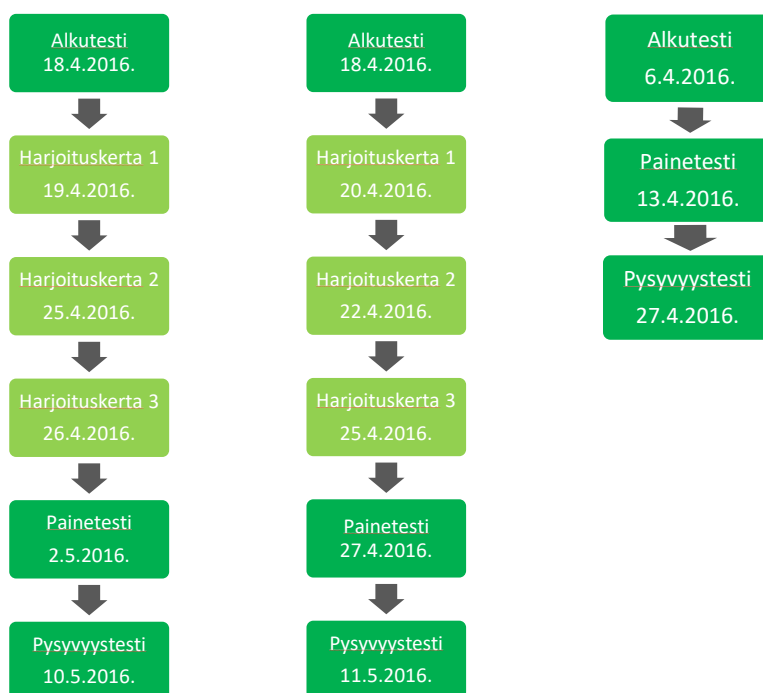 Alkutesti
18.4.2016.
Harjoituskerta 1
19.4.2016.
Harjoituskerta 2
25.4.2016.
Harjoituskerta 3
26.4.2016.
Painetesti
2.5.2016.
Pysyvyystesti
10.5.2016.
Alkutesti
18.4.2016.
Harjoituskerta 1
20.4.2016.
Harjoituskerta 2
22.4.2016.
Harjoituskerta 3
25.4.2016.
Painetesti
27.4.2016.
Pysyvyystesti
11.5.2016.
Alkutesti
6.4.2016.
Painetesti
13.4.2016.
Pysyvyystesti
27.4.2016.